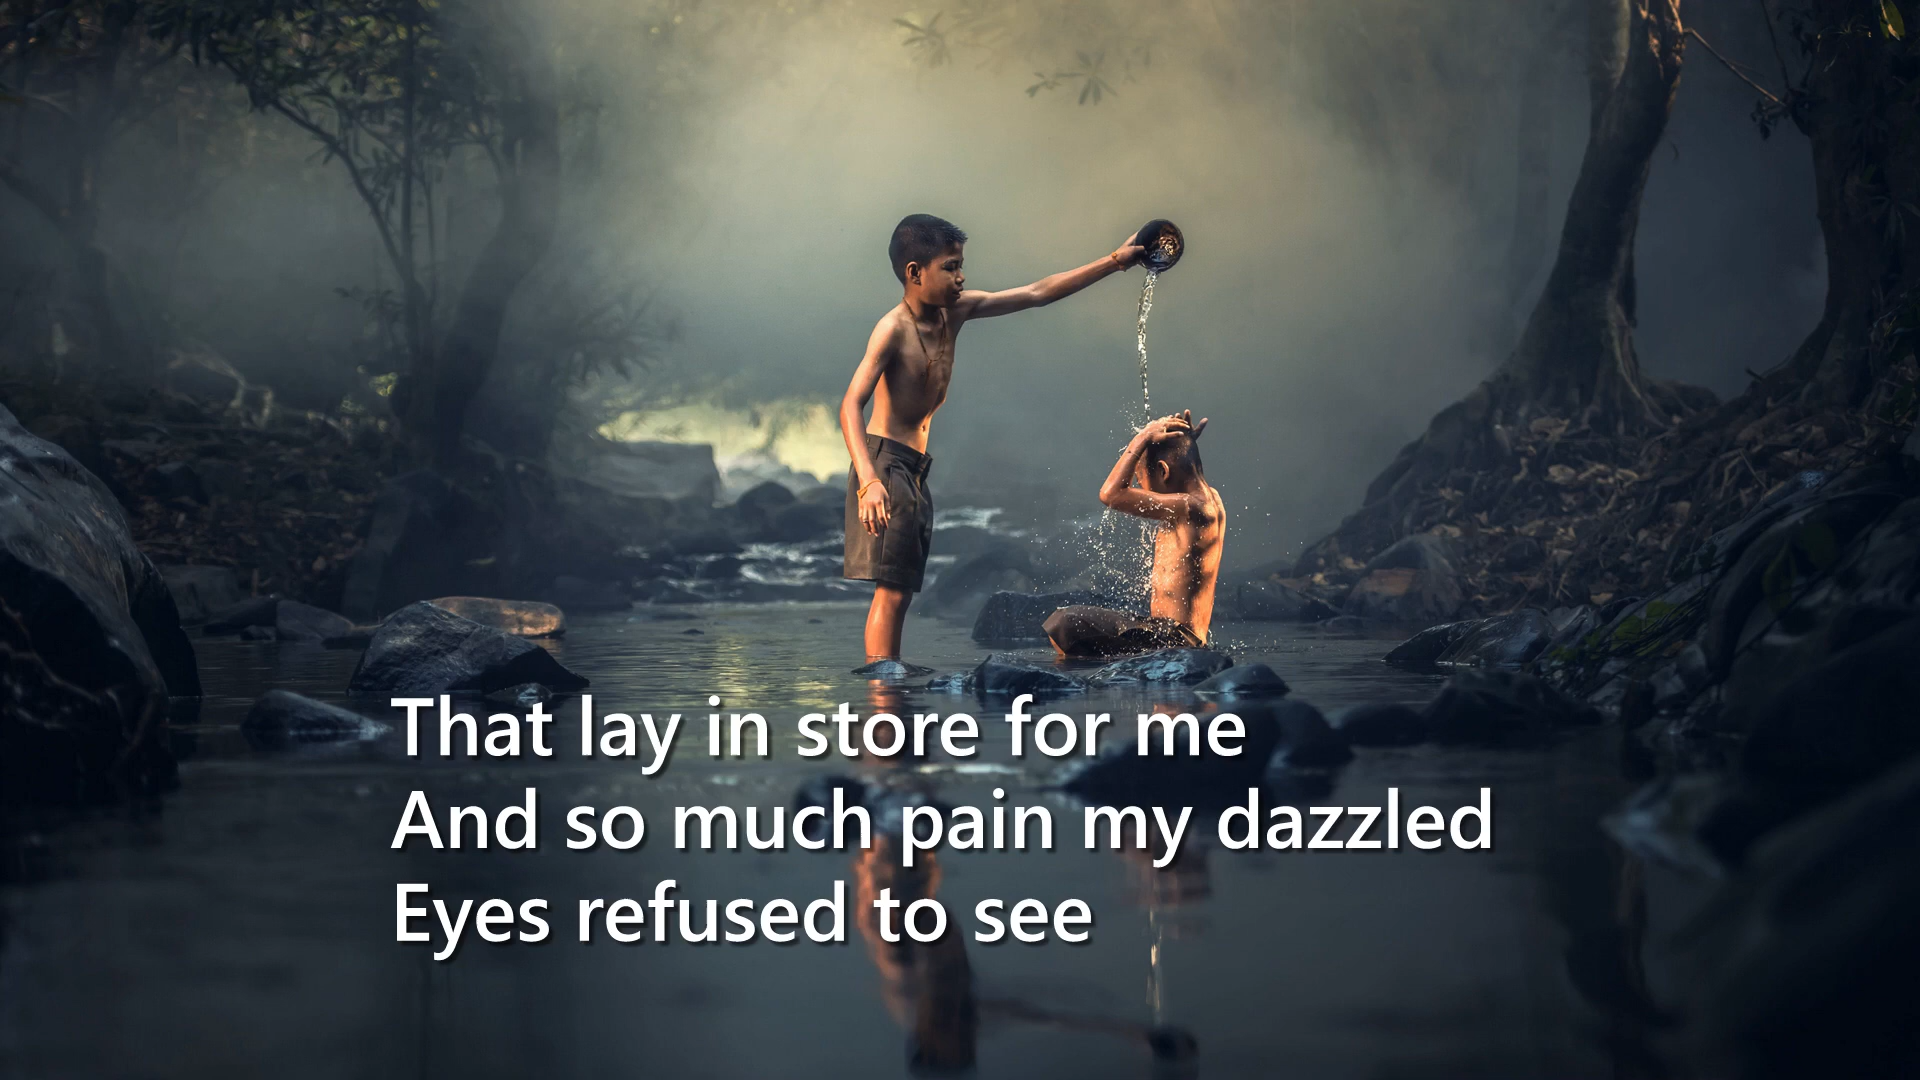 That lay in store for me
And so much pain my dazzled
Eyes refused to see